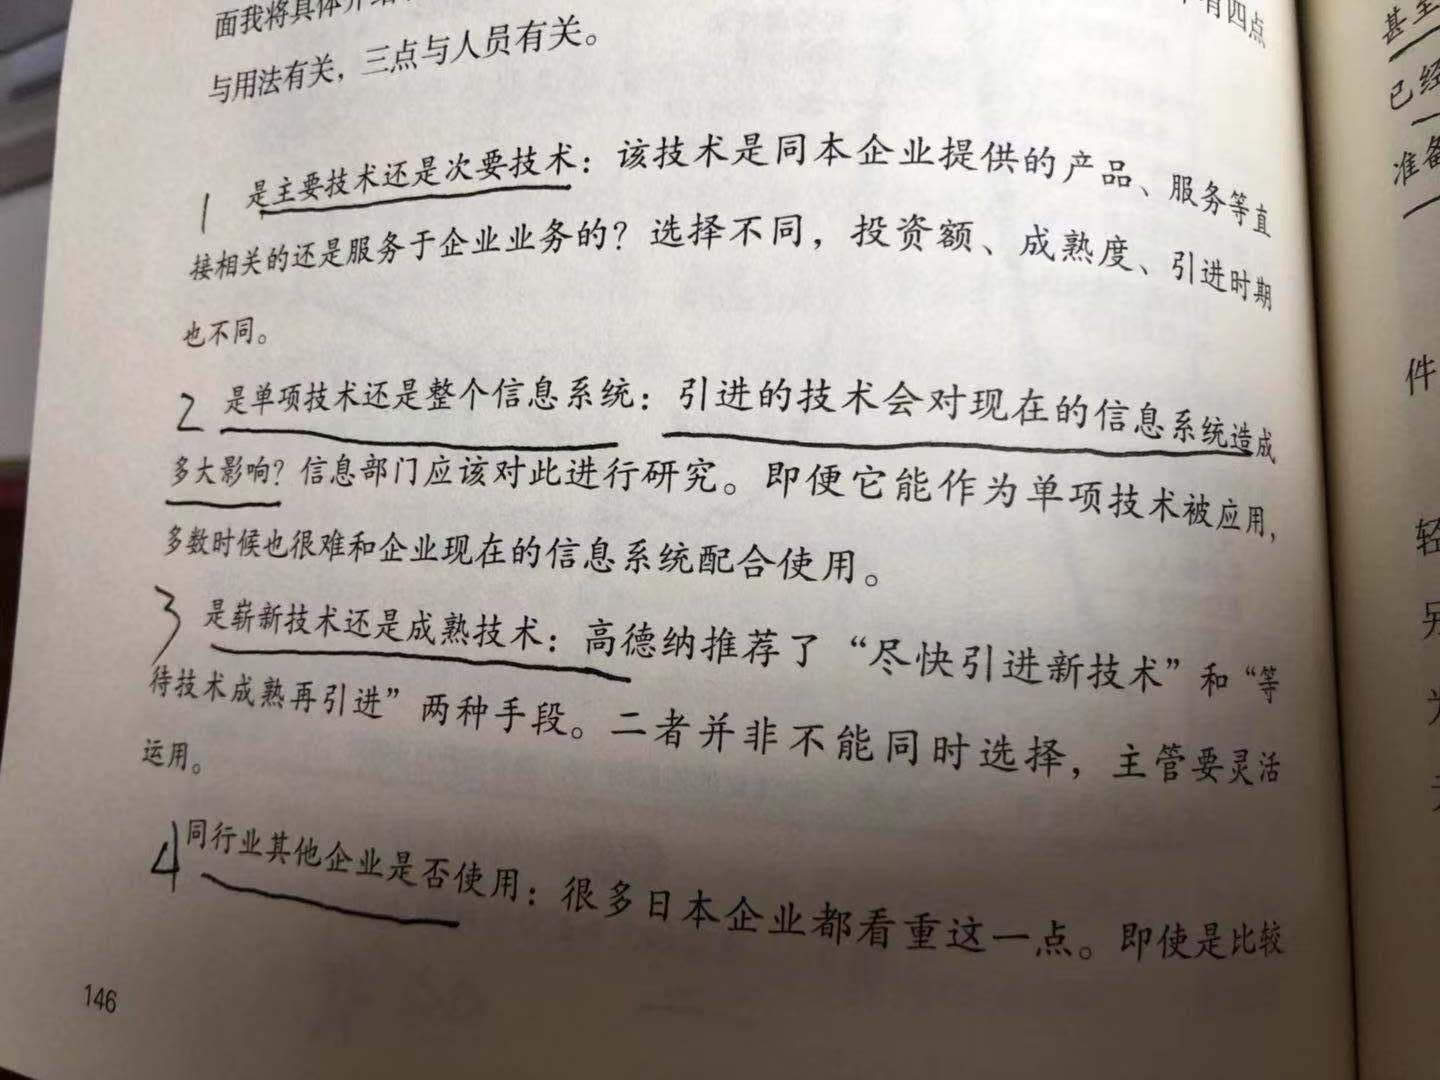 面我将具体介绍
有四点
与用法有关，三点与人员有关。
1 是主要技术还是次要技术：该技术是同本企业提供的产品、服务等直
接相关的还是服务于企业业务的？选择不同，投资额、成熟度、引进时期
也不同。
2 是单项技术还是整个信息系统：引进的技术会对现在的信息系统造成
多大影响？信息部门应该对此进行研究。即便它能作为单项技术被应用，
多数时候也很难和企业现在的信息系统配合使用。
3 是崭新技术还是成熟技术：高德纳推荐了“尽快引进新技术”和“等
待技术成熟再引进”两种手段。二者并非不能同时选择，主管要灵活
运用。
4 同行业其他企业是否使用：很多日本企业都看重这一点。即使是比较
146
甚至
已经
准备
件
轻
另